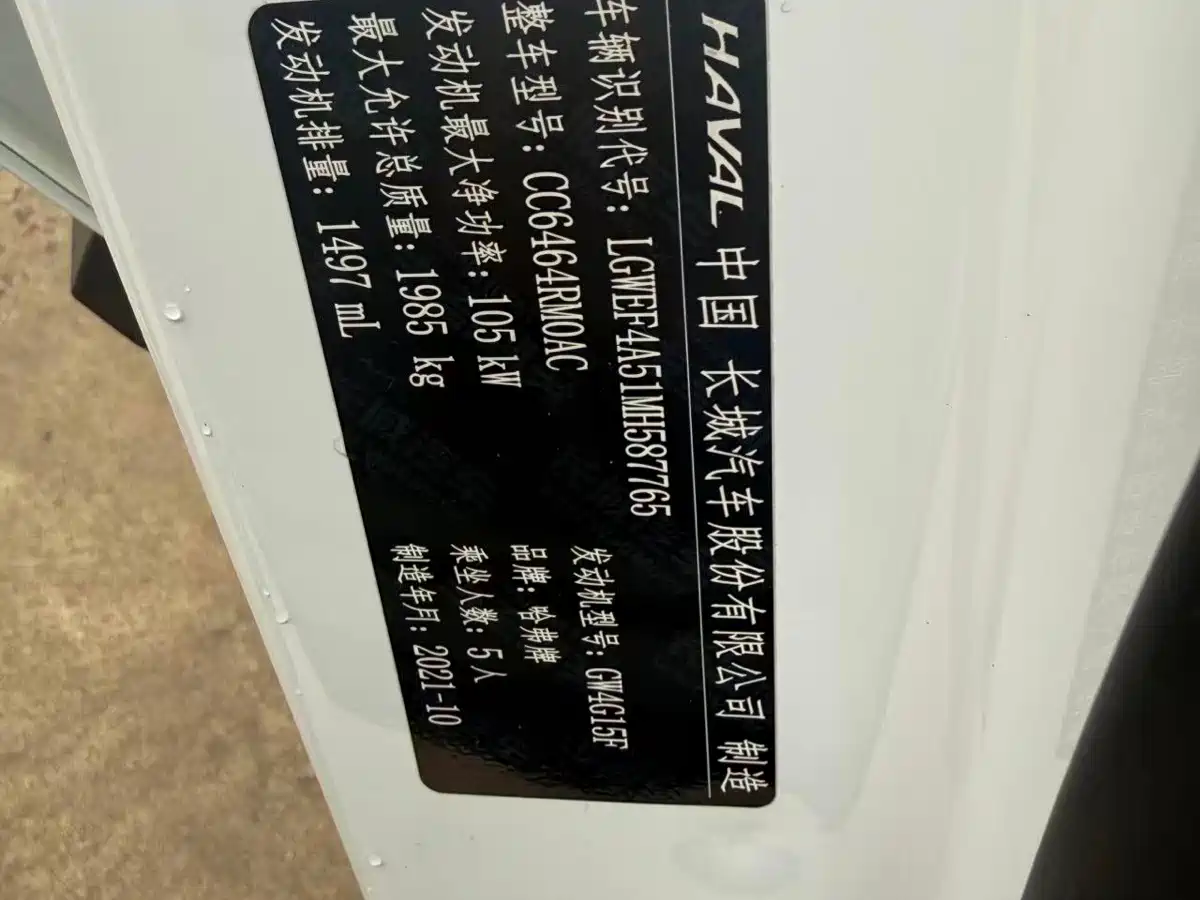 HAVAL 中国 长城汽车股份有限公司 制造
车辆识别代号：LGWEF4A51MH587765
整车型号：CC6464RM0AC 发动机型号：GW4G15F
发动机最大净功率：105kW 品牌：哈弗牌
最大允许总质量：1985 kg 乘坐人数：5人
发动机排量：1497 mL 制造年月：2021-10